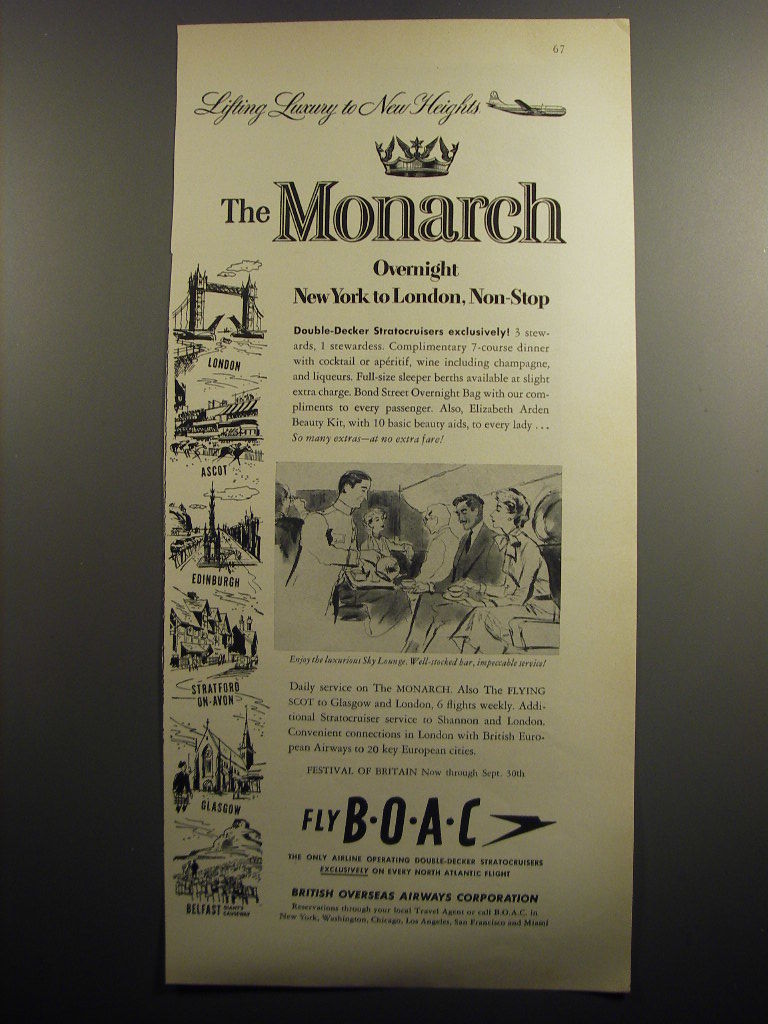 67
Lifting Luxury to New Heights
The Monarch
Overnight
New York to London, Non-Stop
Double-Decker Stratocruisers exclusively! 3 stew-
ards, 1 stewardess. Complimentary 7-course dinner
with cocktail or apéritif, wine including champagne,
and liqueurs. Full-size sleeper berths available at slight
extra charge. Bond Street Overnight Bag with our com-
pliments to every passenger. Also, Elizabeth Arden
Beauty Kit, with 10 basic beauty aids, to every lady ...
So many extras—at no extra fare!
LONDON
ASCOT
EDINBURGH
STRATFORD
ON-AVON
GLASGOW
BELFAST GIANT'S
CAUSEWAY
Enjoy the luxurious Sky Lounge. Well-stocked bar, impeccable service!
Daily service on The MONARCH. Also The FLYING
SCOT to Glasgow and London, 6 flights weekly. Addi-
tional Stratocruiser service to Shannon and London.
Convenient connections in London with British Euro-
pean Airways to 20 key European cities.
FESTIVAL OF BRITAIN Now through Sept. 30th
FLY B·O·A·C
THE ONLY AIRLINE OPERATING DOUBLE-DECKER STRATOCRUISERS
EXCLUSIVELY ON EVERY NORTH ATLANTIC FLIGHT
BRITISH OVERSEAS AIRWAYS CORPORATION
Reservations through your local Travel Agent or call B.O.A.C. in
New York, Washington, Chicago, Los Angeles, San Francisco and Miami